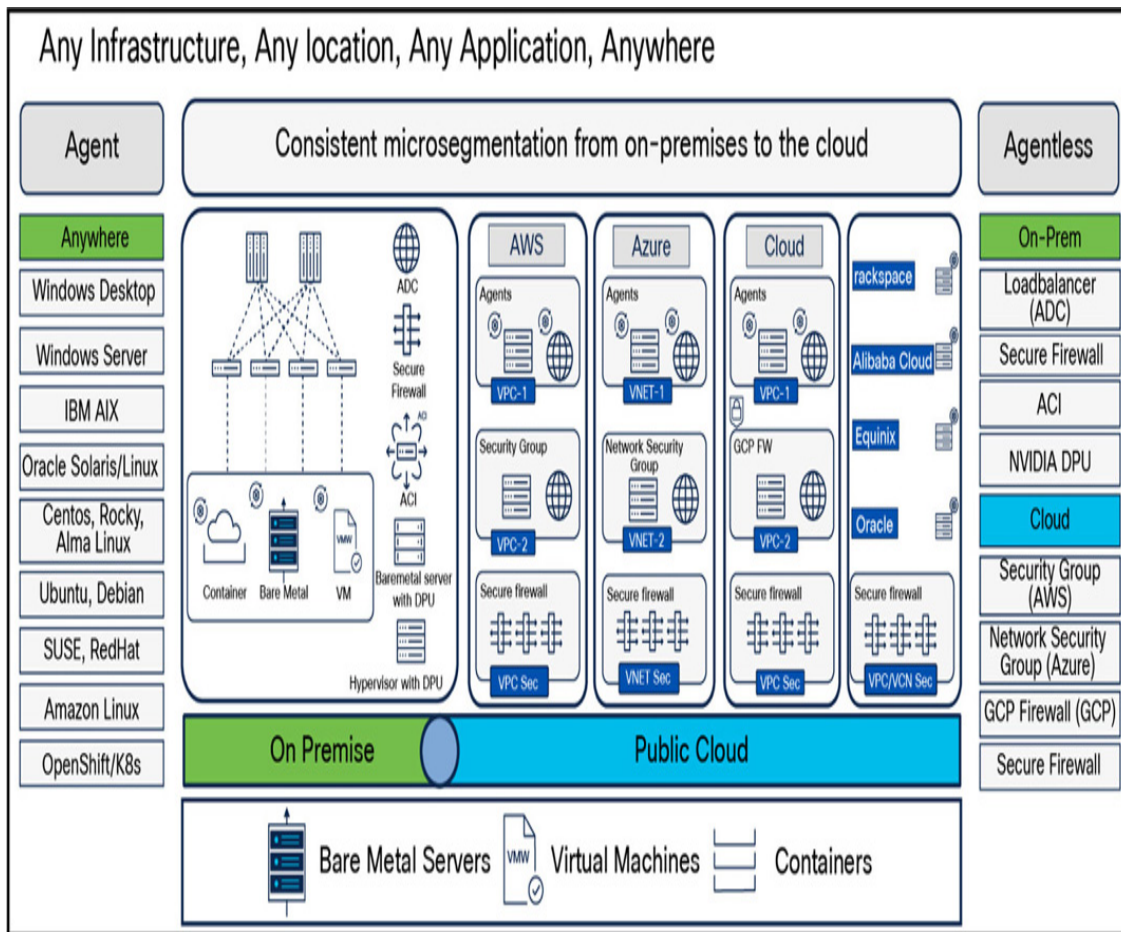 Any Infrastructure, Any location, Any Application, Anywhere
Agent
Anywhere
Windows Desktop
Windows Server
IBM AIX
Oracle Solaris/Linux
Centos, Rocky,
Alma Linux
Ubuntu, Debian
SUSE, RedHat
Amazon Linux
OpenShift/K8s
Consistent microsegmentation from on-premises to the cloud
ADC
Secure
Firewall
ACI
ACI
Baremetal server
with DPU
Hypervisor with DPU
Container
Bare Metal
VMW
VM
AWS
Agents
VPC-1
Security Group
VPC-2
Secure firewall
VPC Sec
Azure
Agents
VNET-1
Network Security
Group
VNET-2
Secure firewall
VNET Sec
Cloud
Agents
VPC-1
GCP FW
VPC-2
Secure firewall
VPC Sec
rackspace
Alibaba Cloud
Equinix
Oracle
Secure firewall
VPC/VCN Sec
On Premise
Public Cloud
Bare Metal Servers
VMW
Virtual Machines
Containers
Agentless
On-Prem
Loadbalancer
(ADC)
Secure Firewall
ACI
NVIDIA DPU
Cloud
Security Group
(AWS)
Network Security
Group (Azure)
GCP Firewall (GCP)
Secure Firewall